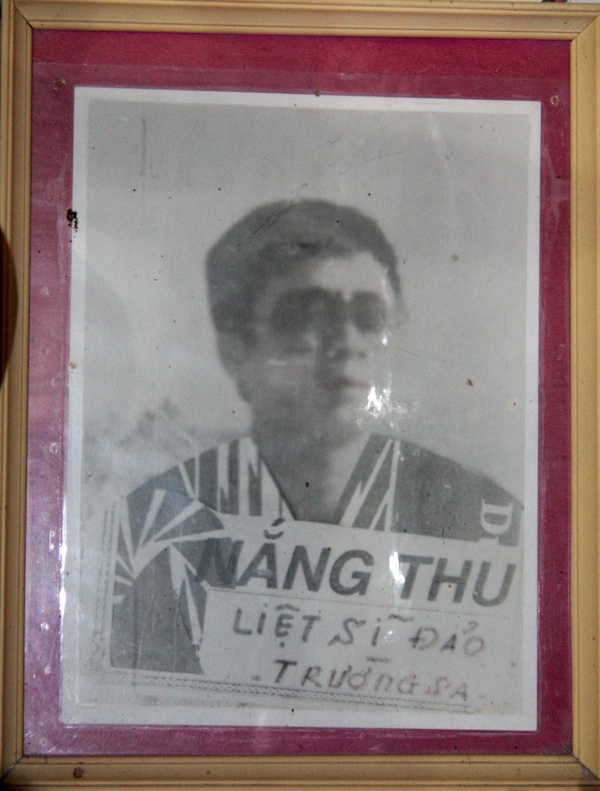 NẮNG THU
LIỆT SĨ ĐẢO
TRƯỜNG SA